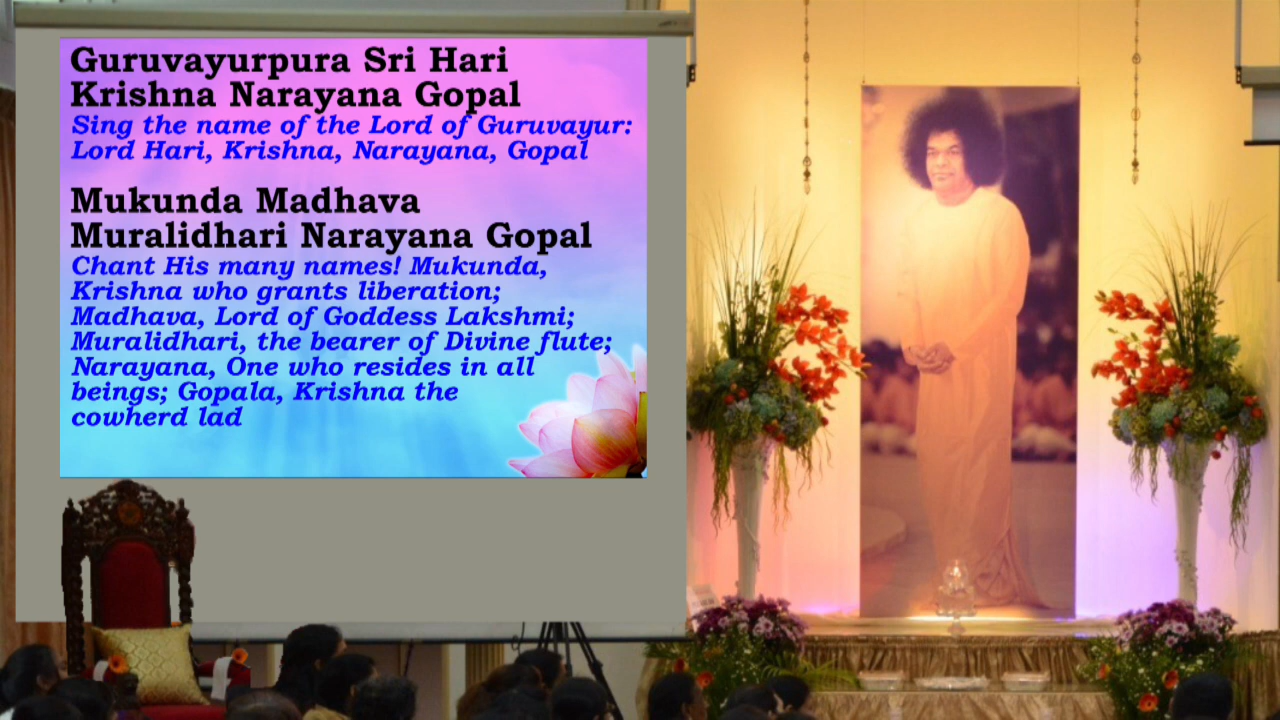 Guruvayurpura Sri Hari
Krishna Narayana Gopal
Sing the name of the Lord of Guruvayur:
Lord Hari, Krishna, Narayana, Gopal
Mukunda Madhava
Muralidhari Narayana Gopal
Chant His many names! Mukunda,
Krishna who grants liberation;
Madhava, Lord of Goddess Lakshmi;
Muralidhari, the bearer of Divine flute;
Narayana, One who resides in all
beings; Gopala, Krishna the
cowherd lad